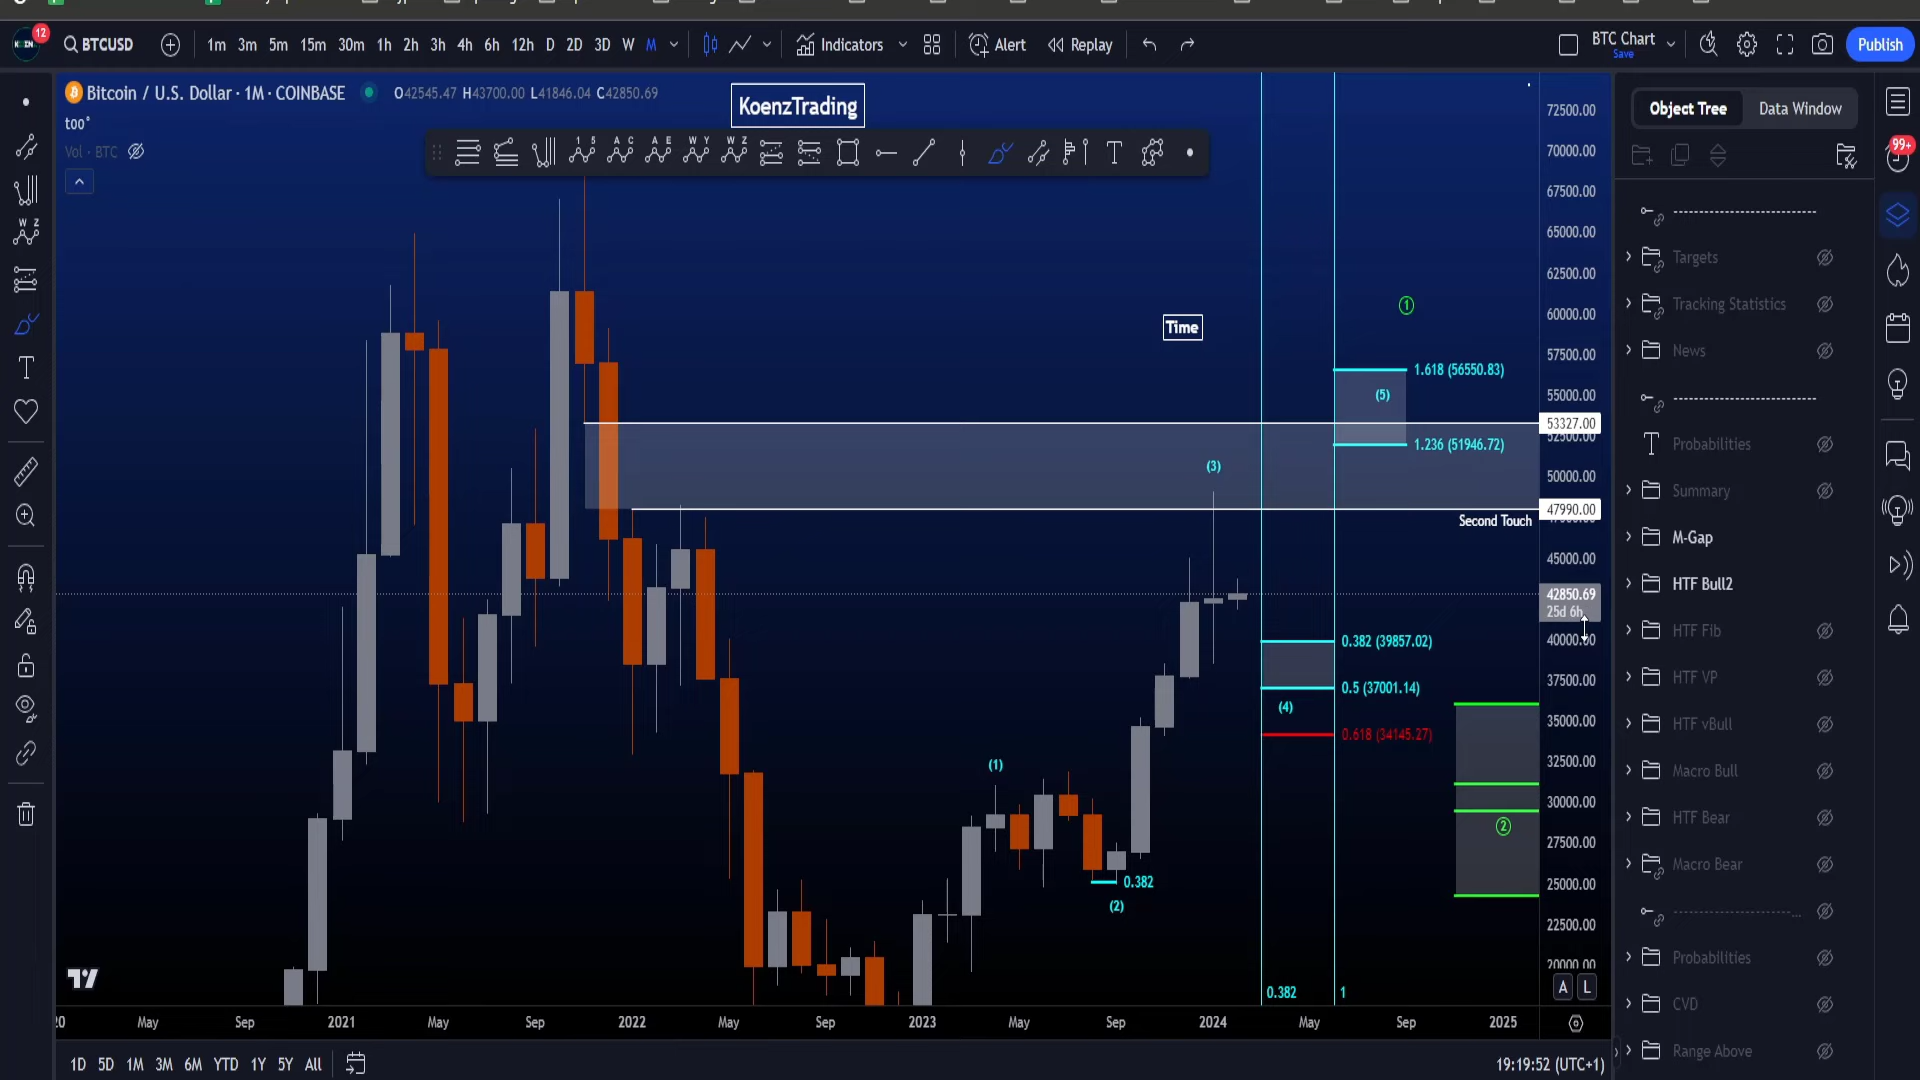 12
BTCUSD
1m 3m 5m 15m 30m 1h 2h 3h 4h 6h 12h D 2D 3D W M
Indicators
Alert
Replay
BTC Chart
Save
Publish
Bitcoin / U.S. Dollar · 1M · COINBASE
O42545.47 H43700.00 L41846.04 C42850.69
too°
Vol · BTC
KoenzTrading
Object Tree
Data Window
99+
Targets
Tracking Statistics
News
Probabilities
Summary
M-Gap
HTF Bull2
HTF Fib
HTF VP
HTF vBull
Macro Bull
HTF Bear
Macro Bear
Probabilities
CVD
Range Above
Time
1
1.618 (56550.83)
(5)
1.236 (51946.72)
(3)
Second Touch
0.382 (39857.02)
0.5 (37001.14)
(4)
0.618 (34145.27)
(1)
0.382
(2)
2
0.382
1
72500.00
70000.00
67500.00
65000.00
62500.00
60000.00
57500.00
55000.00
53327.00
52500.00
50000.00
47990.00
45000.00
42850.69
25d 6h
40000.00
37500.00
35000.00
32500.00
30000.00
27500.00
25000.00
22500.00
20000.00
A L
20 May Sep 2021 May Sep 2022 May Sep 2023 May Sep 2024 May Sep 2025
1D 5D 1M 3M 6M YTD 1Y 5Y All
19:19:52 (UTC+1)